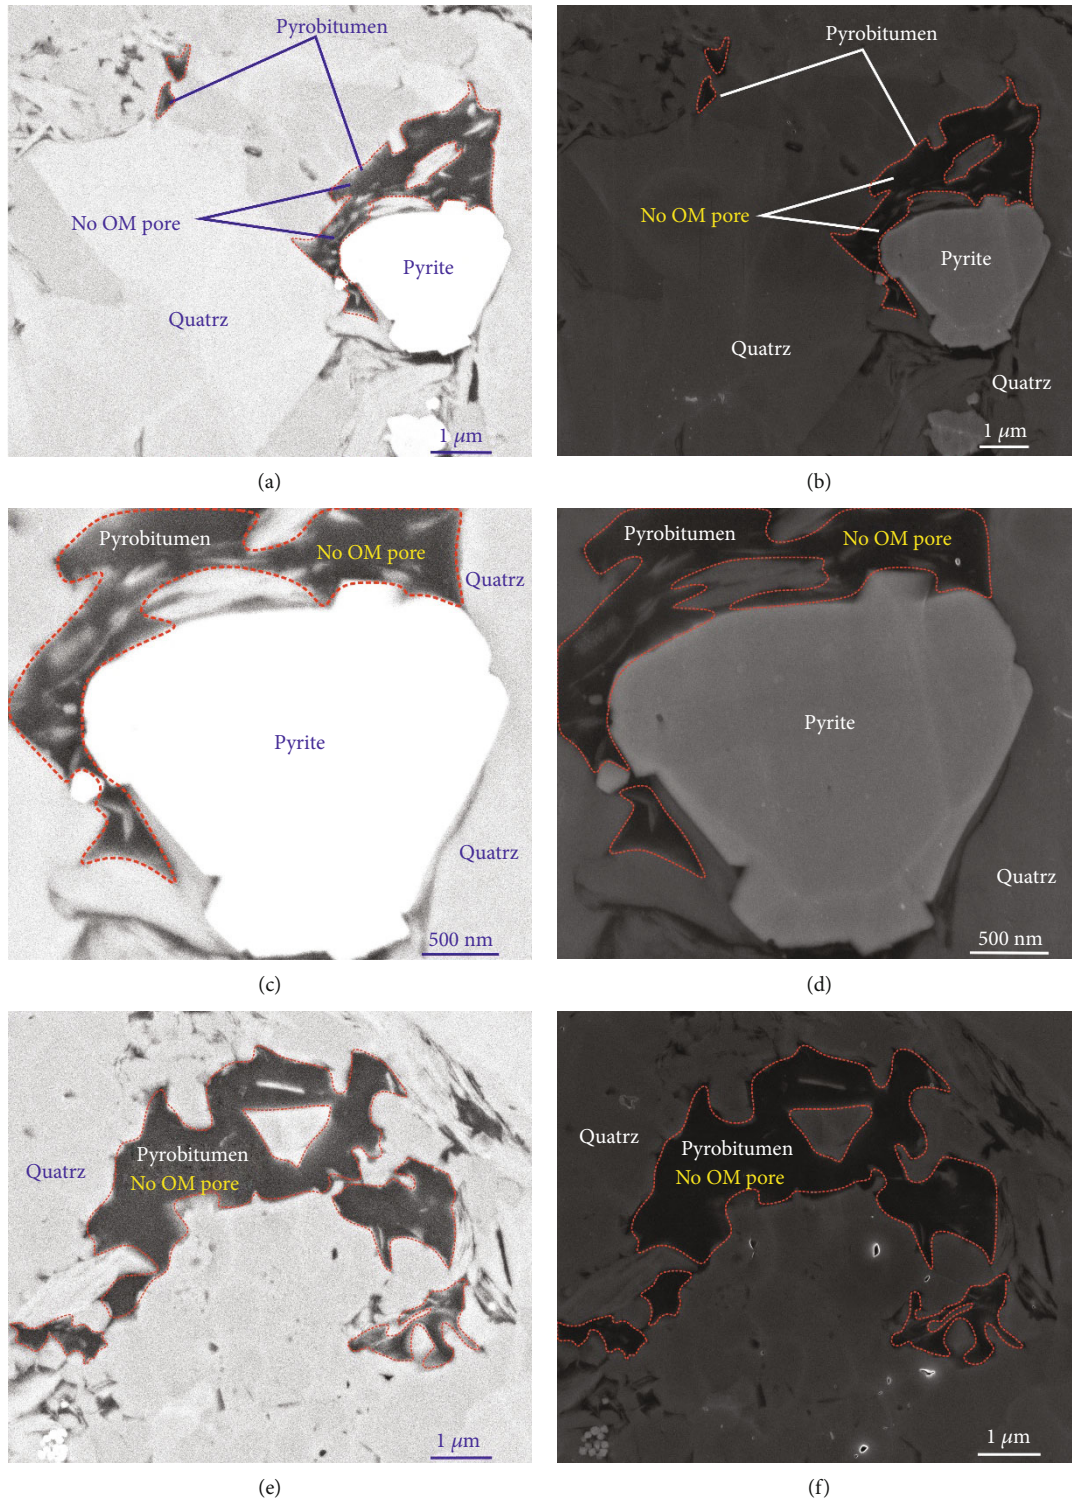 Pyrobitumen
No OM pore
Pyrite
Quatrz
1 μm
(a)
Pyrobitumen
No OM pore
Pyrite
Quatrz
Quatrz
1 μm
(b)
Pyrobitumen
No OM pore
Quatrz
Pyrite
Quatrz
500 nm
(c)
Pyrobitumen
No OM pore
Pyrite
Quatrz
500 nm
(d)
Quatrz
Pyrobitumen
No OM pore
1 μm
(e)
Quatrz
Pyrobitumen
No OM pore
1 μm
(f)